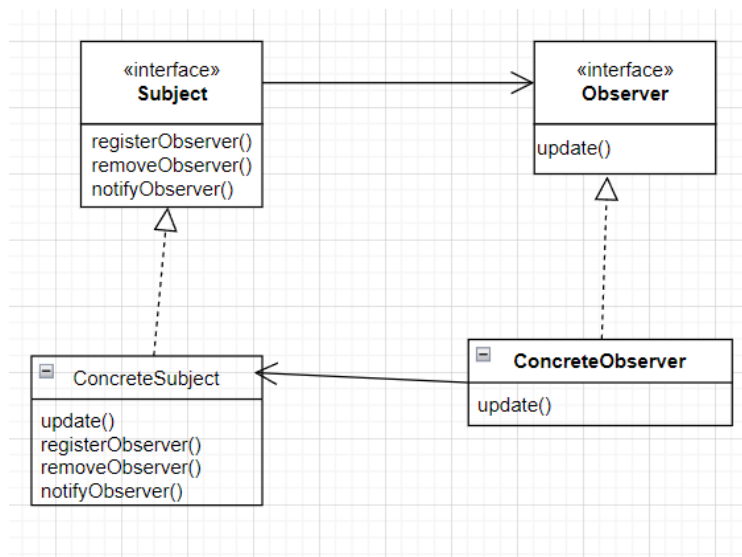 «interface»
Subject
registerObserver()
removeObserver()
notifyObserver()
«interface»
Observer
update()
ConcreteSubject
update()
registerObserver()
removeObserver()
notifyObserver()
ConcreteObserver
update()